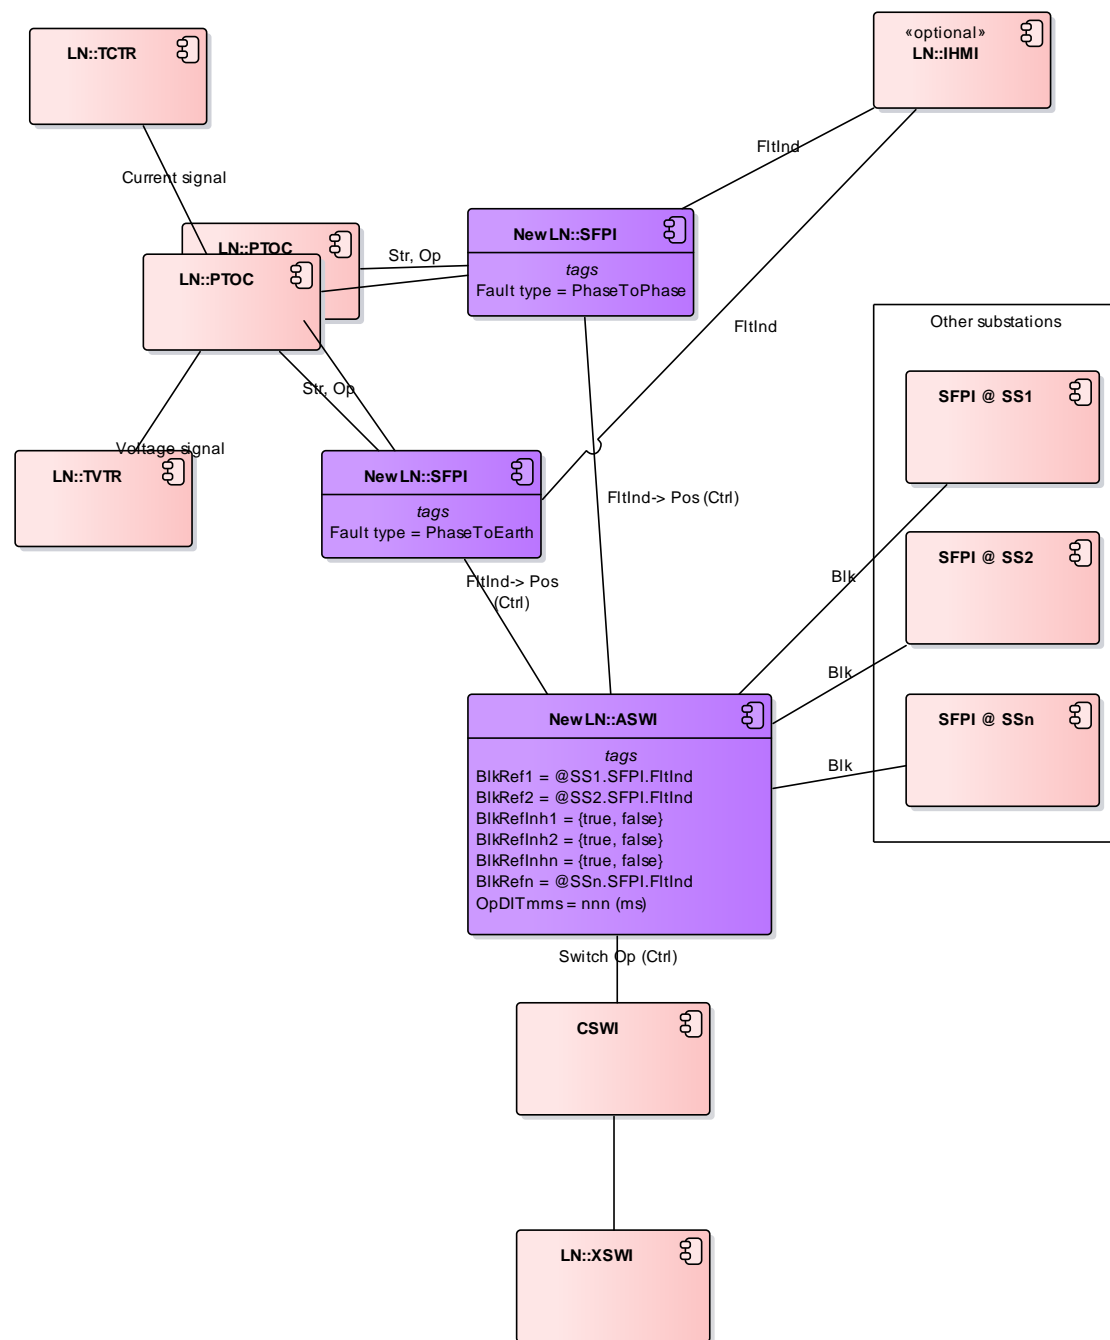 LN::TCTR
«optional»
LN::IHMI
Current signal
FltInd
LN::PTOC
LN::PTOC
Str, Op
New LN::SFPI
tags
Fault type = PhaseToPhase
FltInd
Other substations
SFPI @ SS1
Str, Op
Voltage signal
LN::TVTR
New LN::SFPI
tags
Fault type = PhaseToEarth
FltInd-> Pos (Ctrl)
SFPI @ SS2
FltInd-> Pos
(Ctrl)
Blk
Blk
SFPI @ SSn
Blk
New LN::ASWI
tags
BlkRef1 = @SS1.SFPI.FltInd
BlkRef2 = @SS2.SFPI.FltInd
BlkRefInh1 = {true, false}
BlkRefInh2 = {true, false}
BlkRefInhn = {true, false}
BlkRefn = @SSn.SFPI.FltInd
OpDlTmms = nnn (ms)
Switch Op (Ctrl)
CSWI
LN::XSWI